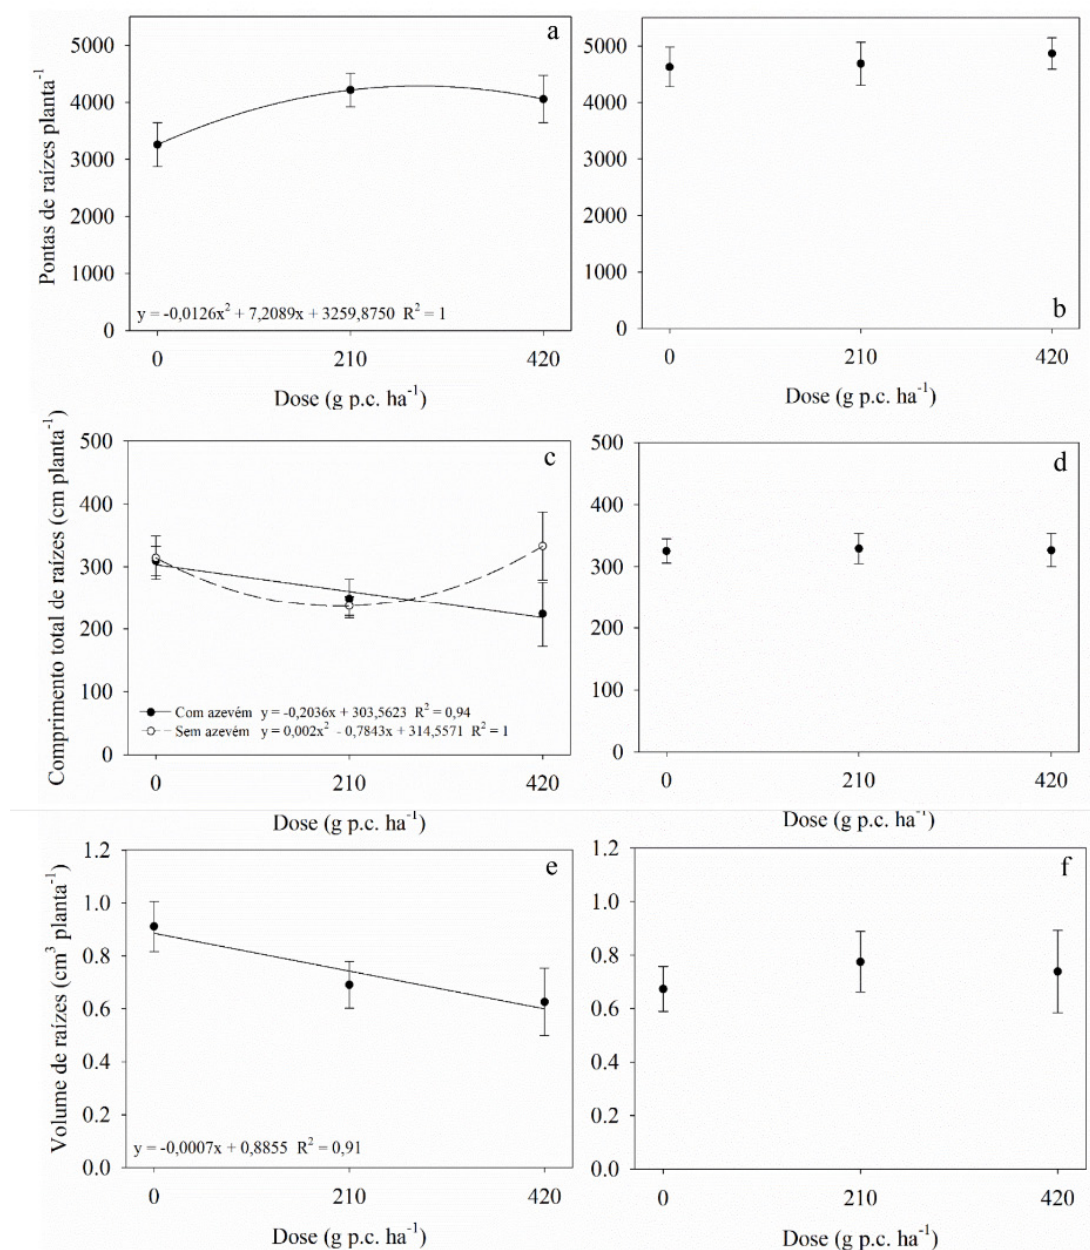 a
Pontas de raízes planta⁻¹
5000
4000
3000
2000
1000
0
y = -0,0126x² + 7,2089x + 3259,8750 R² = 1
0 210 420
Dose (g p.c. ha⁻¹)
b
5000
4000
3000
2000
1000
0
0 210 420
Dose (g p.c. ha⁻¹)
c
Comprimento total de raízes (cm planta⁻¹)
500
400
300
200
100
0
Com azevém y = -0,2036x + 303,5623 R² = 0,94
Sem azevém y = 0,002x² - 0,7843x + 314,5571 R² = 1
0 210 420
Dose (g p.c. ha⁻¹)
d
500
400
300
200
100
0
0 210 420
Dose (g p.c. ha⁻¹)
e
Volume de raízes (cm³ planta⁻¹)
1.2
1.0
0.8
0.6
0.4
0.2
0.0
y = -0,0007x + 0,8855 R² = 0,91
0 210 420
Dose (g p.c. ha⁻¹)
f
1.2
1.0
0.8
0.6
0.4
0.2
0.0
0 210 420
Dose (g p.c. ha⁻¹)